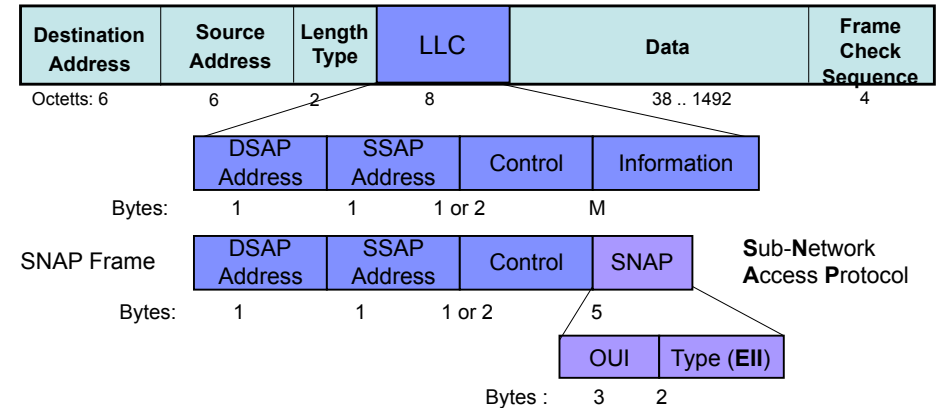 Destination Address
Source Address
Length Type
LLC
Data
Frame Check Sequence
Octetts: 6
6
2
8
38 .. 1492
4
DSAP Address
SSAP Address
Control
Information
Bytes:
1
1
1 or 2
M
SNAP Frame
DSAP Address
SSAP Address
Control
SNAP
Sub-Network
Access Protocol
Bytes:
1
1
1 or 2
5
OUI
Type (EII)
Bytes :
3
2